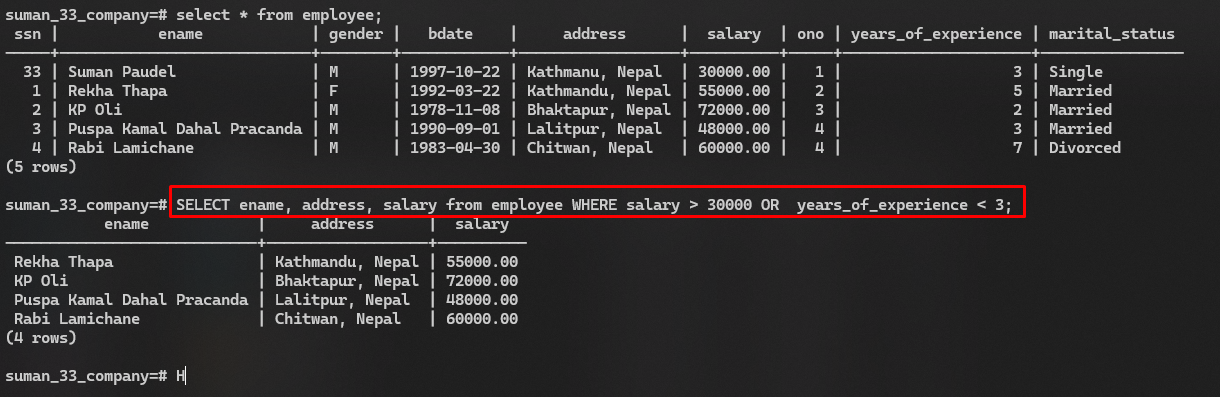 suman_33_company=# select * from employee;
ssn | ename | gender | bdate | address | salary | ono | years_of_experience | marital_status
33 | Suman Paudel | M | 1997-10-22 | Kathmanu, Nepal | 30000.00 | 1 | 3 | Single
1 | Rekha Thapa | F | 1992-03-22 | Kathmandu, Nepal | 55000.00 | 2 | 5 | Married
2 | KP Oli | M | 1978-11-08 | Bhaktapur, Nepal | 72000.00 | 3 | 2 | Married
3 | Puspa Kamal Dahal Pracanda | M | 1990-09-01 | Lalitpur, Nepal | 48000.00 | 4 | 3 | Married
4 | Rabi Lamichane | M | 1983-04-30 | Chitwan, Nepal | 60000.00 | 4 | 7 | Divorced
(5 rows)
suman_33_company=# SELECT ename, address, salary from employee WHERE salary > 30000 OR  years_of_experience < 3;
ename | address | salary
Rekha Thapa | Kathmandu, Nepal | 55000.00
KP Oli | Bhaktapur, Nepal | 72000.00
Puspa Kamal Dahal Pracanda | Lalitpur, Nepal | 48000.00
Rabi Lamichane | Chitwan, Nepal | 60000.00
(4 rows)
suman_33_company=# H